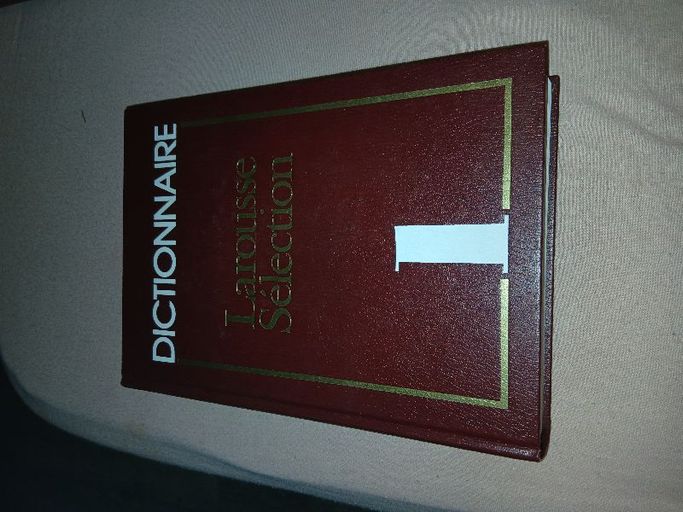 DICTIONNAIRE
Larousse
Sélection
1